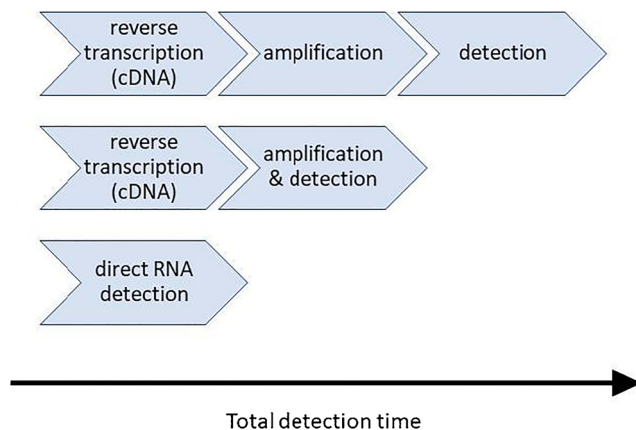 reverse
transcription
(cDNA)
amplification
detection
reverse
transcription
(cDNA)
amplification
& detection
direct RNA
detection
Total detection time